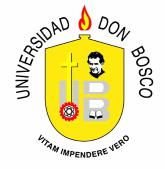 UNIVERSIDAD DON BOSCO
UDB
VITAM IMPENDERE VERO